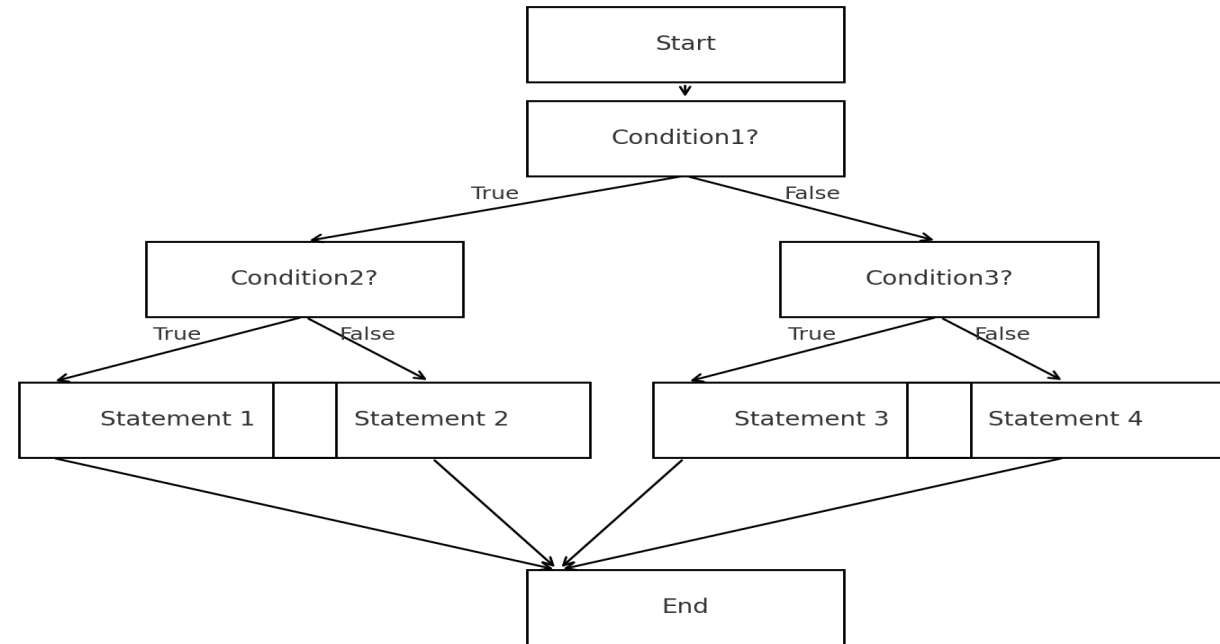 Start
Condition1?
True
False
Condition2?
Condition3?
True
False
True
False
Statement 1
Statement 2
Statement 3
Statement 4
End